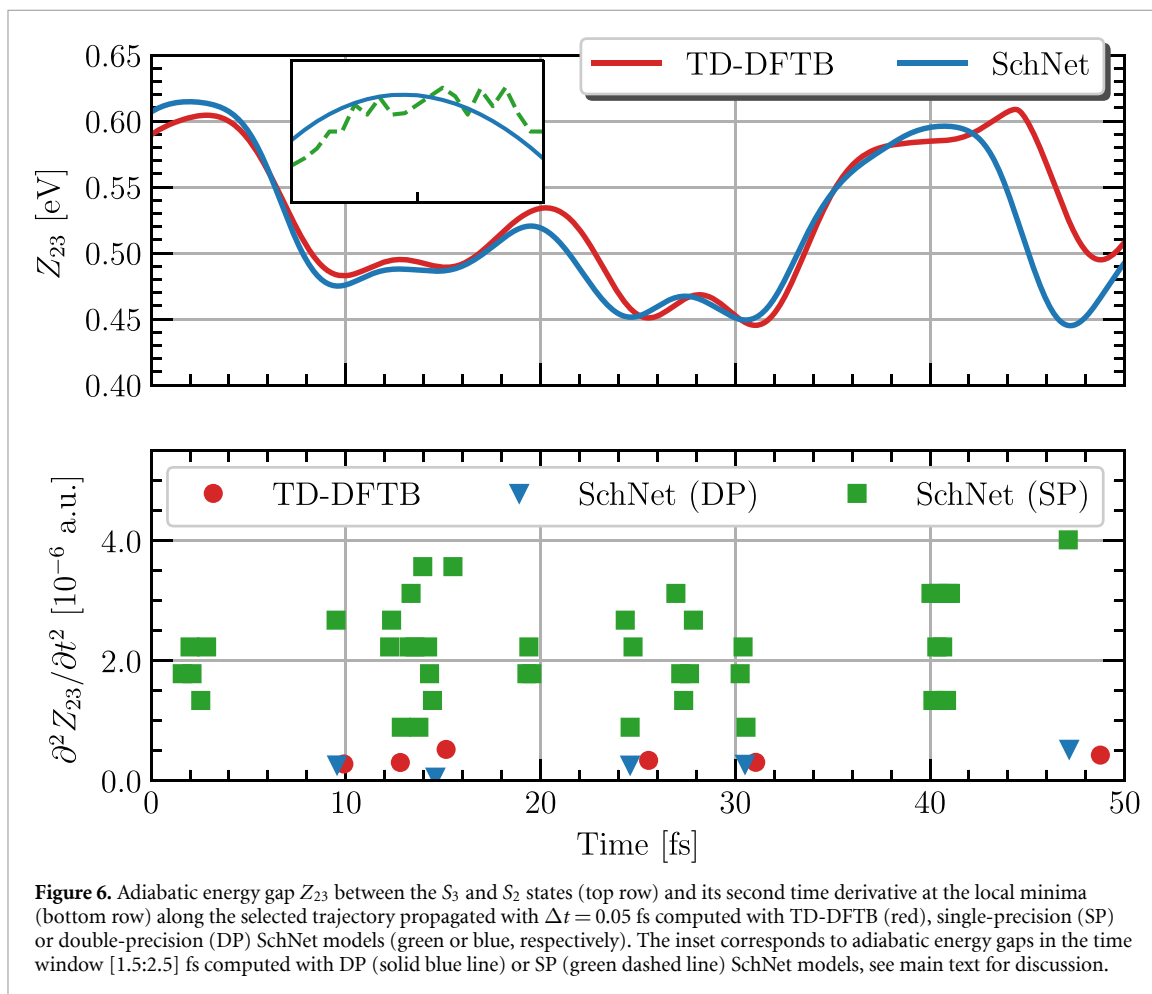 TD-DFTB SchNet
0.65
0.60
0.55
0.50
0.45
0.40
Z₂₃ [eV]
TD-DFTB SchNet (DP) SchNet (SP)
4.0
2.0
0.0
∂² Z₂₃/∂t² [10⁻⁶ a.u.]
0 10 20 30 40 50
Time [fs]
Figure 6. Adiabatic energy gap Z₂₃ between the S₃ and S₂ states (top row) and its second time derivative at the local minima
(bottom row) along the selected trajectory propagated with Δt = 0.05 fs computed with TD-DFTB (red), single-precision (SP)
or double-precision (DP) SchNet models (green or blue, respectively). The inset corresponds to adiabatic energy gaps in the time
window [1.5:2.5] fs computed with DP (solid blue line) or SP (green dashed line) SchNet models, see main text for discussion.